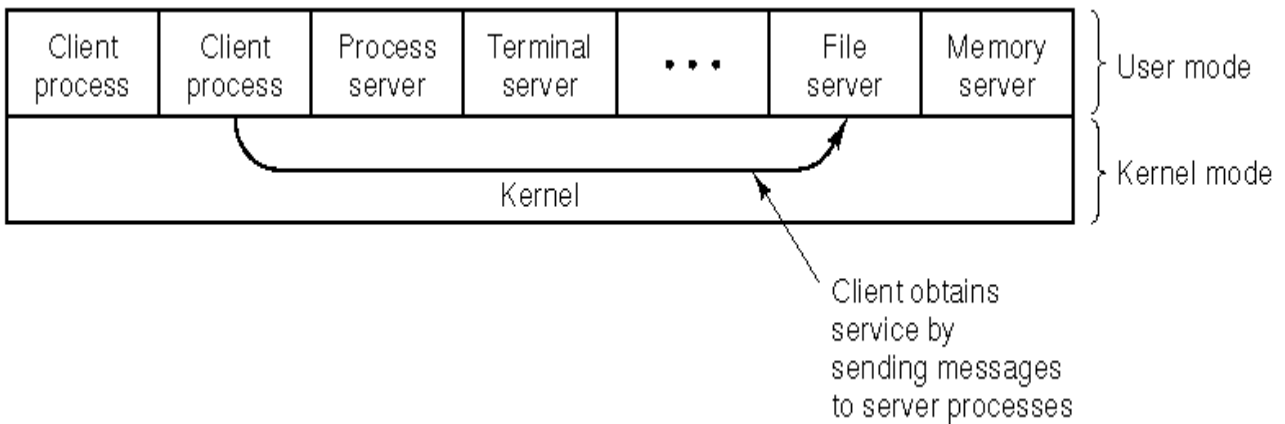 Client
process
Client
process
Process
server
Terminal
server
• • •
File
server
Memory
server
User mode
Kernel
Kernel mode
Client obtains
service by
sending messages
to server processes